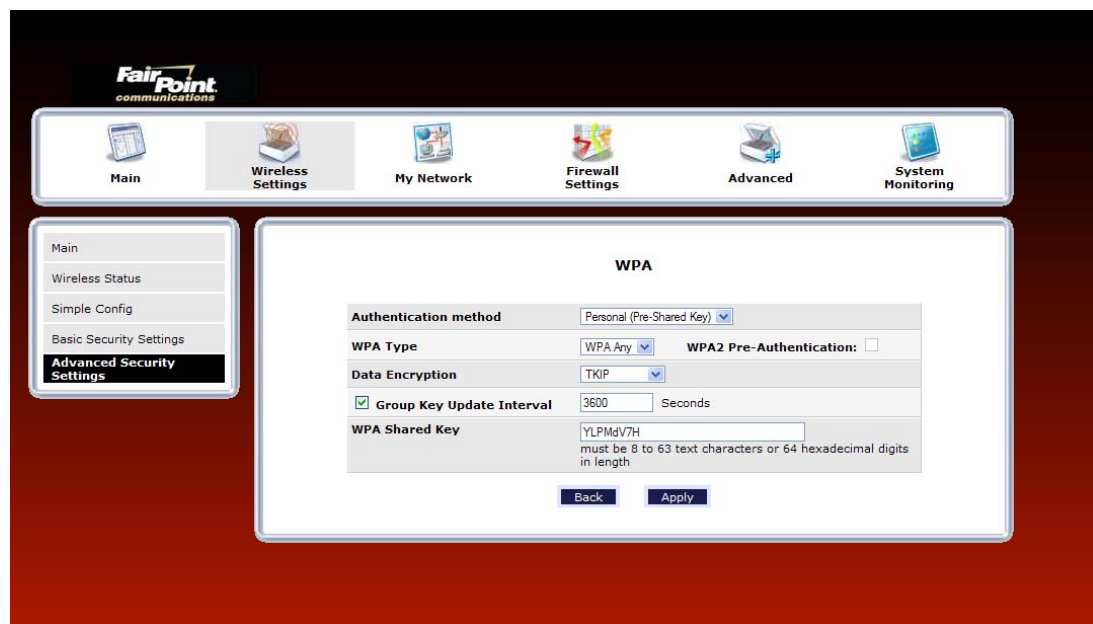 FairPoint.
communications
Main
Wireless
Settings
My Network
Firewall
Settings
Advanced
System
Monitoring
Main
Wireless Status
Simple Config
Basic Security Settings
Advanced Security
Settings
WPA
Authentication method Personal (Pre-Shared Key)
WPA Type WPA Any WPA2 Pre-Authentication:
Data Encryption TKIP
Group Key Update Interval 3600 Seconds
WPA Shared Key YLPMdV7H
must be 8 to 63 text characters or 64 hexadecimal digits
in length
Back Apply